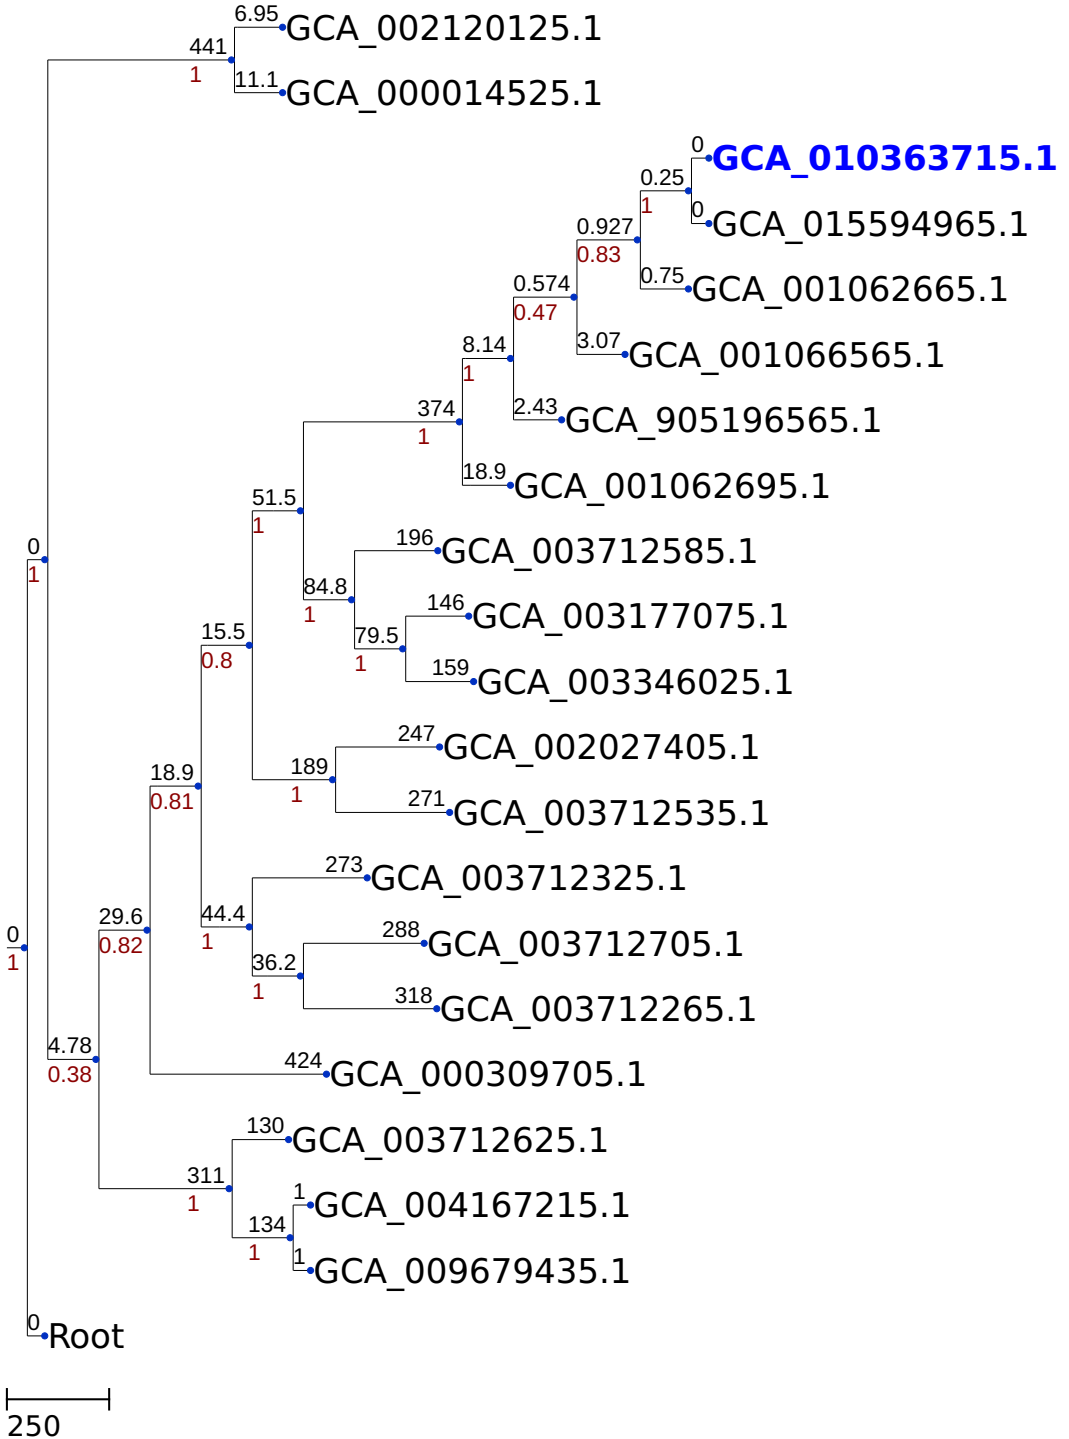 6.95
GCA_002120125.1
441
1
11.1
GCA_000014525.1
0
GCA_010363715.1
0.25
1
0
GCA_015594965.1
0.927
0.83
0.75
GCA_001062665.1
0.574
0.47
3.07
GCA_001066565.1
8.14
1
2.43
GCA_905196565.1
374
1
18.9
GCA_001062695.1
51.5
1
196
GCA_003712585.1
84.8
1
146
GCA_003177075.1
79.5
1
159
GCA_003346025.1
15.5
0.8
247
GCA_002027405.1
189
1
271
GCA_003712535.1
18.9
0.81
273
GCA_003712325.1
44.4
1
288
GCA_003712705.1
36.2
1
318
GCA_003712265.1
29.6
0.82
424
GCA_000309705.1
0
1
0
1
4.78
0.38
130
GCA_003712625.1
311
1
1
GCA_004167215.1
134
1
1
GCA_009679435.1
0
Root
250